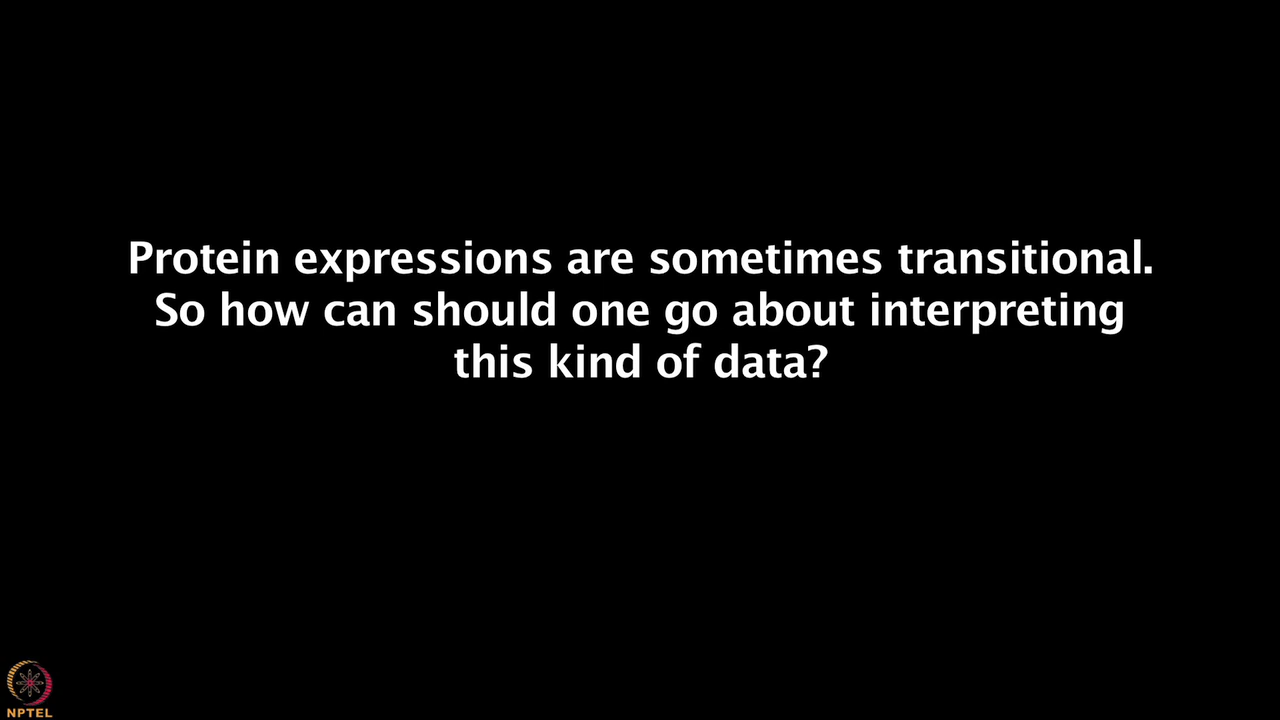 Protein expressions are sometimes transitional.
So how can should one go about interpreting
this kind of data?
NPTEL